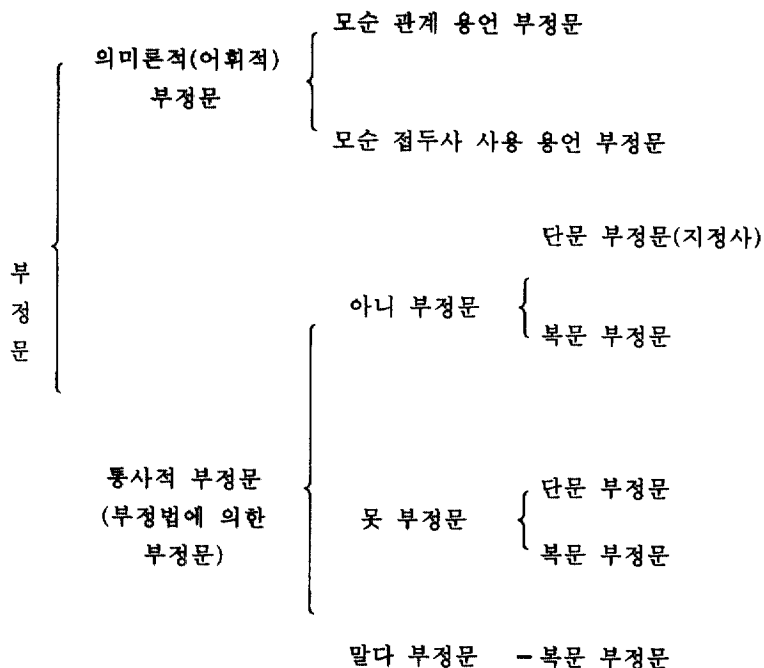 모순 관계 용언 부정문
의미론적(어휘적)
부정문
모순 접두사 사용 용언 부정문
단문 부정문(지정사)
부
정
문
아니 부정문
복문 부정문
통사적 부정문
(부정법에 의한
부정문)
단문 부정문
못 부정문
복문 부정문
말다 부정문 - 복문 부정문